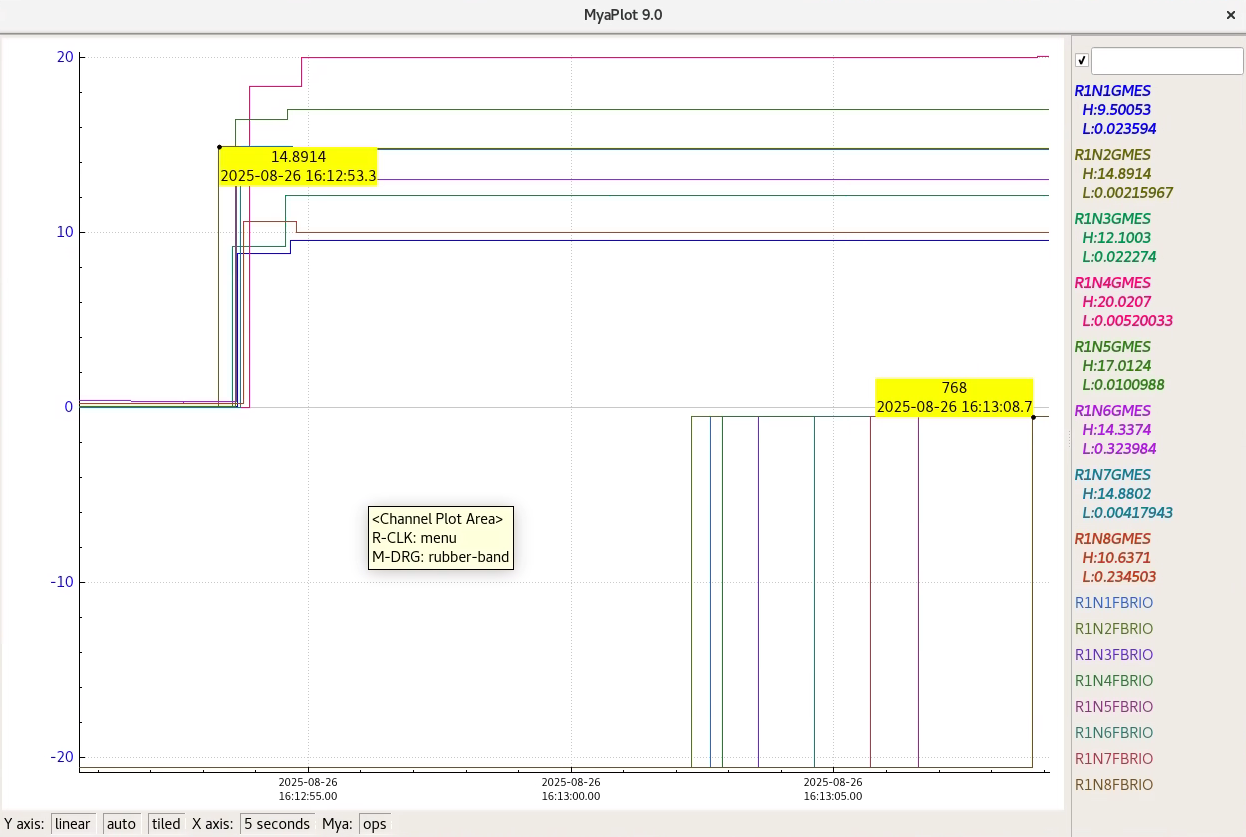 MyaPlot 9.0
×
20
10
0
-10
-20
14.8914
2025-08-26 16:12:53.3
768
2025-08-26 16:13:08.7
<Channel Plot Area>
R-CLK: menu
M-DRG: rubber-band
2025-08-26
16:12:55.00
2025-08-26
16:13:00.00
2025-08-26
16:13:05.00
R1N1GMES
H:9.50053
L:0.023594
R1N2GMES
H:14.8914
L:0.00215967
R1N3GMES
H:12.1003
L:0.022274
R1N4GMES
H:20.0207
L:0.00520033
R1N5GMES
H:17.0124
L:0.0100988
R1N6GMES
H:14.3374
L:0.323984
R1N7GMES
H:14.8802
L:0.00417943
R1N8GMES
H:10.6371
L:0.234503
R1N1FBRIO
R1N2FBRIO
R1N3FBRIO
R1N4FBRIO
R1N5FBRIO
R1N6FBRIO
R1N7FBRIO
R1N8FBRIO
Y axis: linear auto tiled X axis: 5 seconds Mya: ops